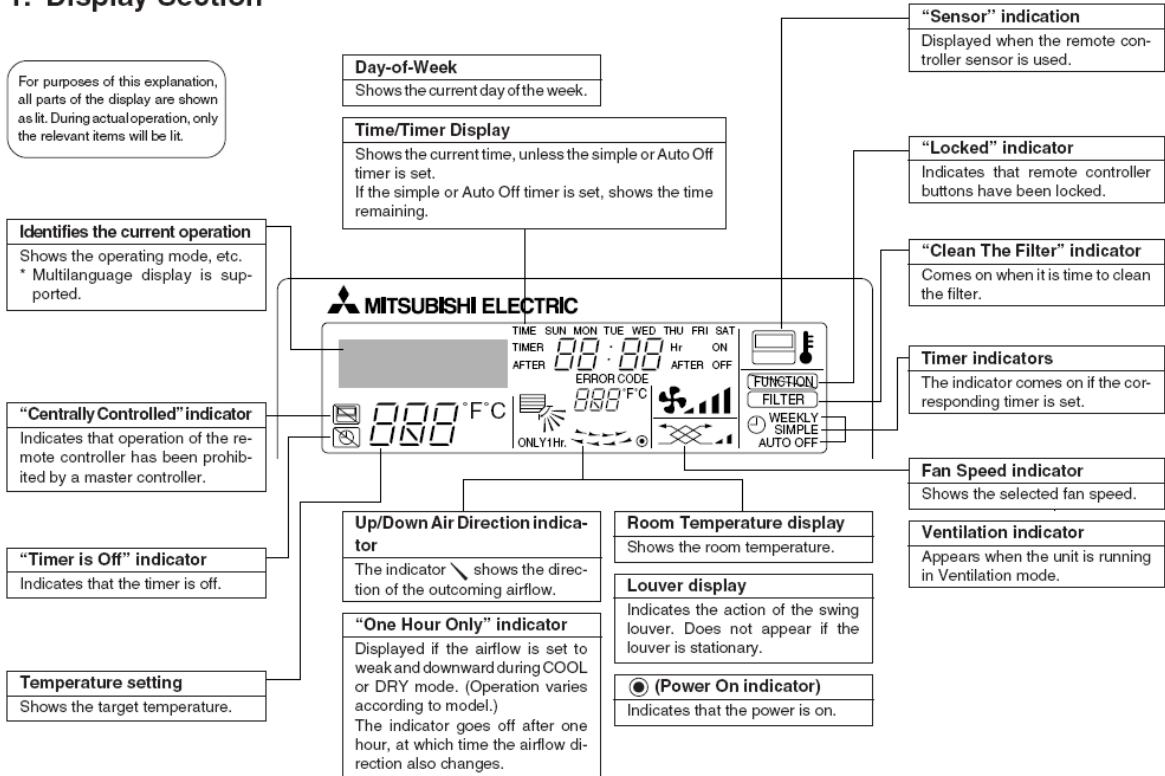 1. Display Section
For purposes of this explanation,
all parts of the display are shown
as lit. During actual operation, only
the relevant items will be lit.
Day-of-Week
Shows the current day of the week.
Time/Timer Display
Shows the current time, unless the simple or Auto Off
timer is set.
If the simple or Auto Off timer is set, shows the time
remaining.
"Sensor" indication
Displayed when the remote con-
troller sensor is used.
"Locked" indicator
Indicates that remote controller
buttons have been locked.
"Clean The Filter" indicator
Comes on when it is time to clean
the filter.
Timer indicators
The indicator comes on if the cor-
responding timer is set.
Fan Speed indicator
Shows the selected fan speed.
Ventilation indicator
Appears when the unit is running
in Ventilation mode.
Identifies the current operation
Shows the operating mode, etc.
* Multilanguage display is sup-
ported.
"Centrally Controlled" indicator
Indicates that operation of the re-
mote controller has been prohib-
ited by a master controller.
"Timer is Off" indicator
Indicates that the timer is off.
Temperature setting
Shows the target temperature.
MITSUBISHI ELECTRIC
TIME SUN MON TUE WED THU FRI SAT
TIMER 88:88 Hr ON
AFTER AFTER OFF
ERROR CODE
888°F°C
888°F°C
ONLY1Hr.
FUNCTION
FILTER
WEEKLY
SIMPLE
AUTO OFF
Up/Down Air Direction indica-
tor
The indicator shows the direc-
tion of the outcoming airflow.
"One Hour Only" indicator
Displayed if the airflow is set to
weak and downward during COOL
or DRY mode. (Operation varies
according to model.)
The indicator goes off after one
hour, at which time the airflow di-
rection also changes.
Room Temperature display
Shows the room temperature.
Louver display
Indicates the action of the swing
louver. Does not appear if the
louver is stationary.
(Power On indicator)
Indicates that the power is on.